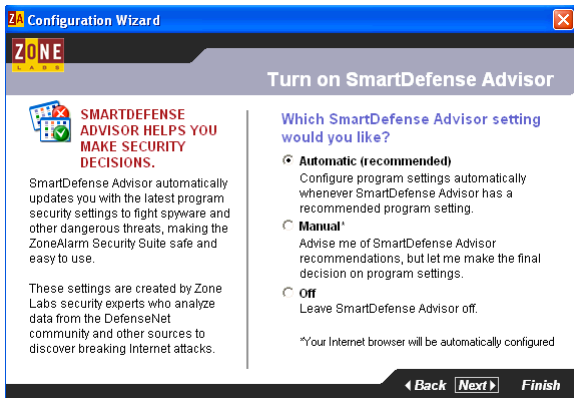 ZA Configuration Wizard
ZONE
LABS
Turn on SmartDefense Advisor
SMARTDEFENSE
ADVISOR HELPS YOU
MAKE SECURITY
DECISIONS.
SmartDefense Advisor automatically
updates you with the latest program
security settings to fight spyware and
other dangerous threats, making the
ZoneAlarm Security Suite safe and
easy to use.
These settings are created by Zone
Labs security experts who analyze
data from the DefenseNet
community and other sources to
discover breaking Internet attacks.
Which SmartDefense Advisor setting
would you like?
Automatic (recommended)
Configure program settings automatically
whenever SmartDefense Advisor has a
recommended program setting.
Manual*
Advise me of SmartDefense Advisor
recommendations, but let me make the final
decision on program settings.
Off
Leave SmartDefense Advisor off.
*Your Internet browser will be automatically configured
Back Next Finish